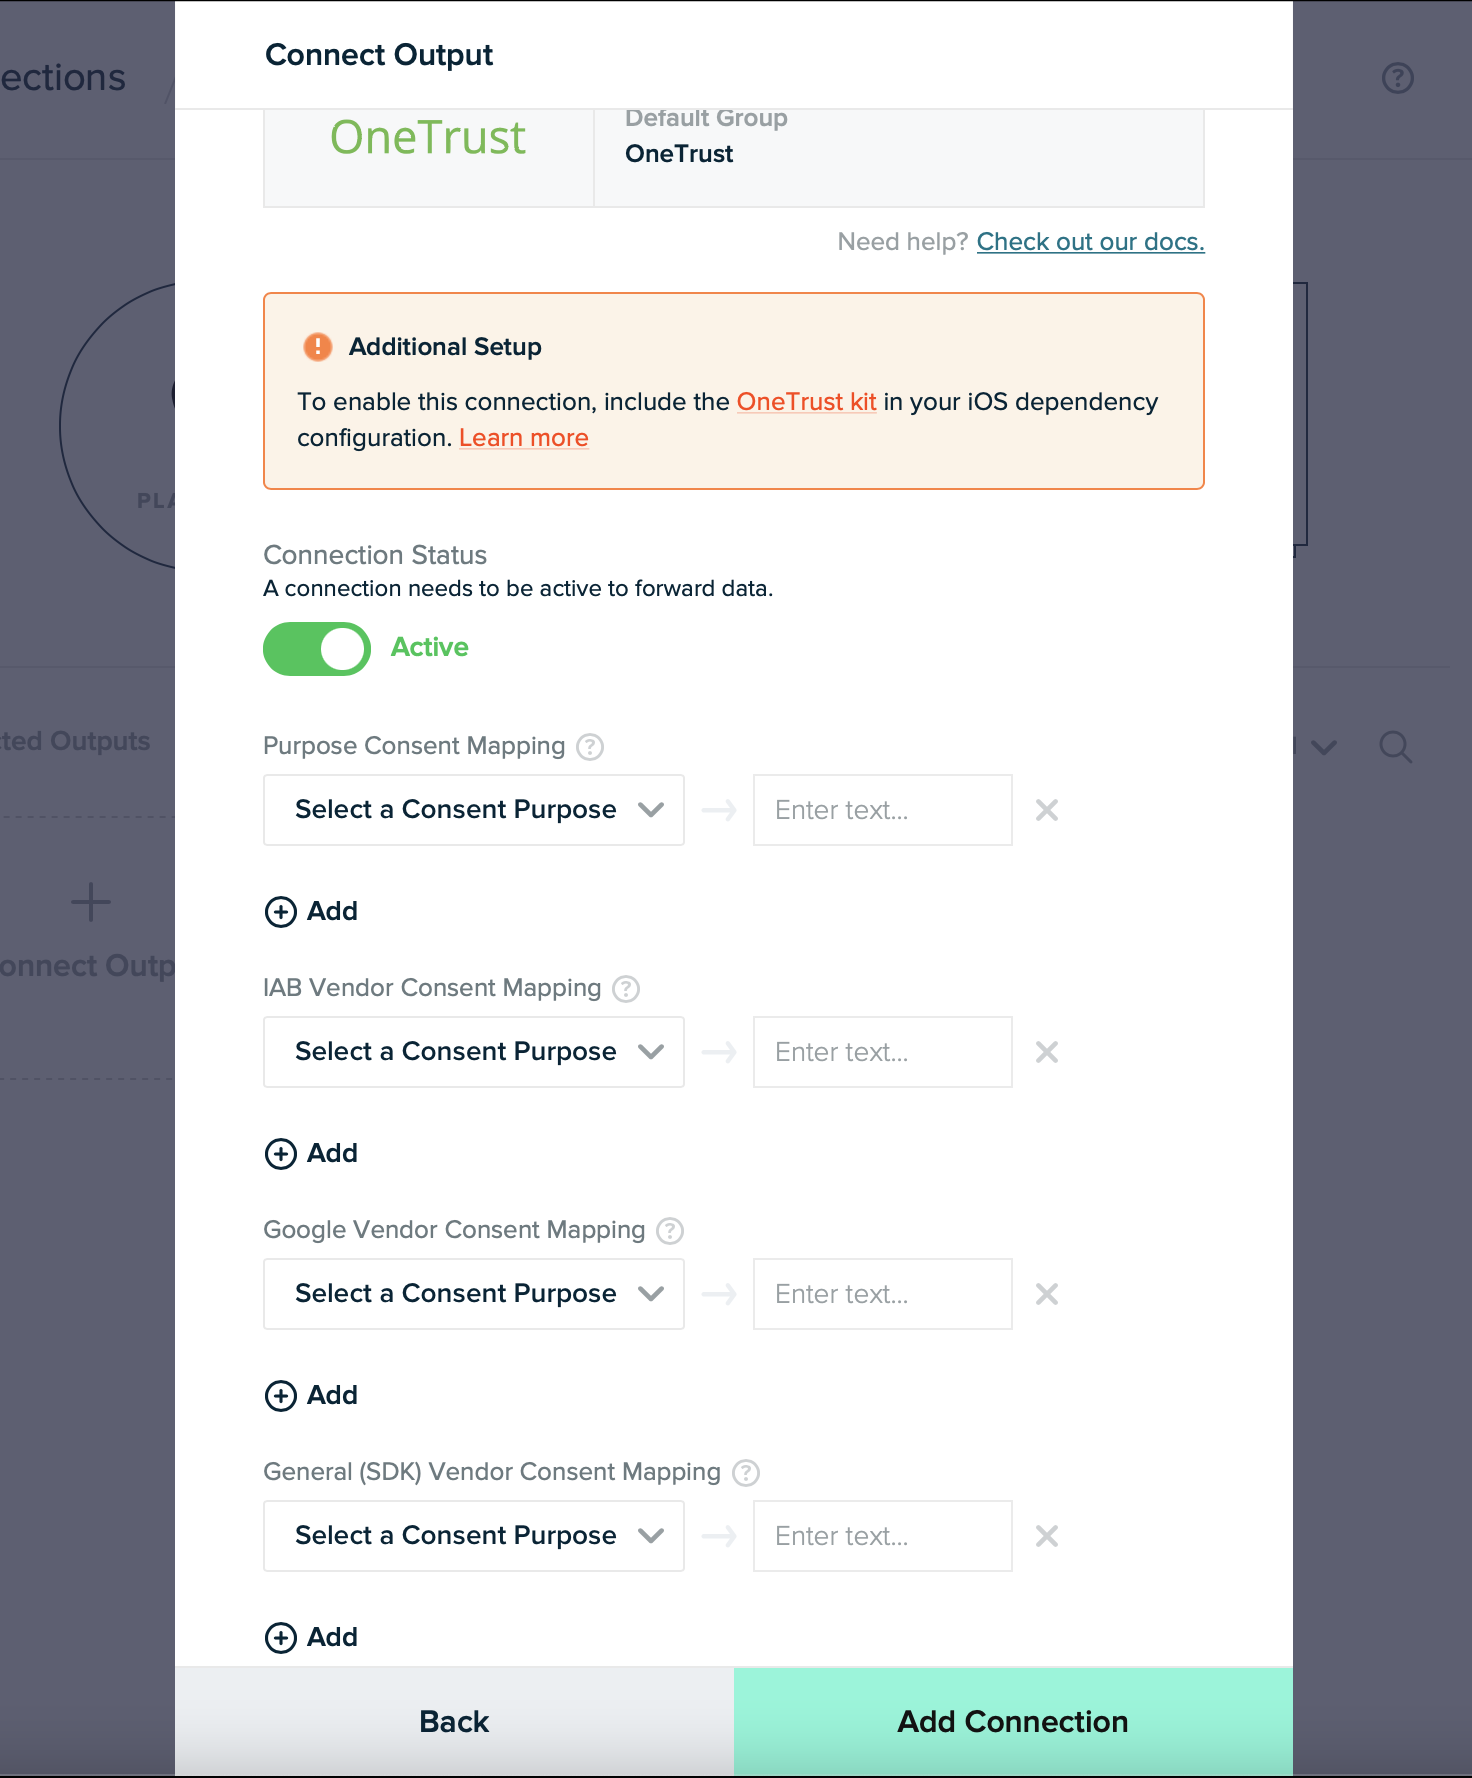 Connect Output
ections /
OneTrust
Default Group
OneTrust
Need help? Check out our docs.
Additional Setup
To enable this connection, include the OneTrust kit in your iOS dependency
configuration. Learn more
PLA
Connection Status
A connection needs to be active to forward data.
Active
cted Outputs
Purpose Consent Mapping ?
Select a Consent Purpose → Enter text...
Add
onnect Outp
IAB Vendor Consent Mapping ?
Select a Consent Purpose → Enter text...
Add
Google Vendor Consent Mapping ?
Select a Consent Purpose → Enter text...
Add
General (SDK) Vendor Consent Mapping ?
Select a Consent Purpose → Enter text...
Add
Back
Add Connection